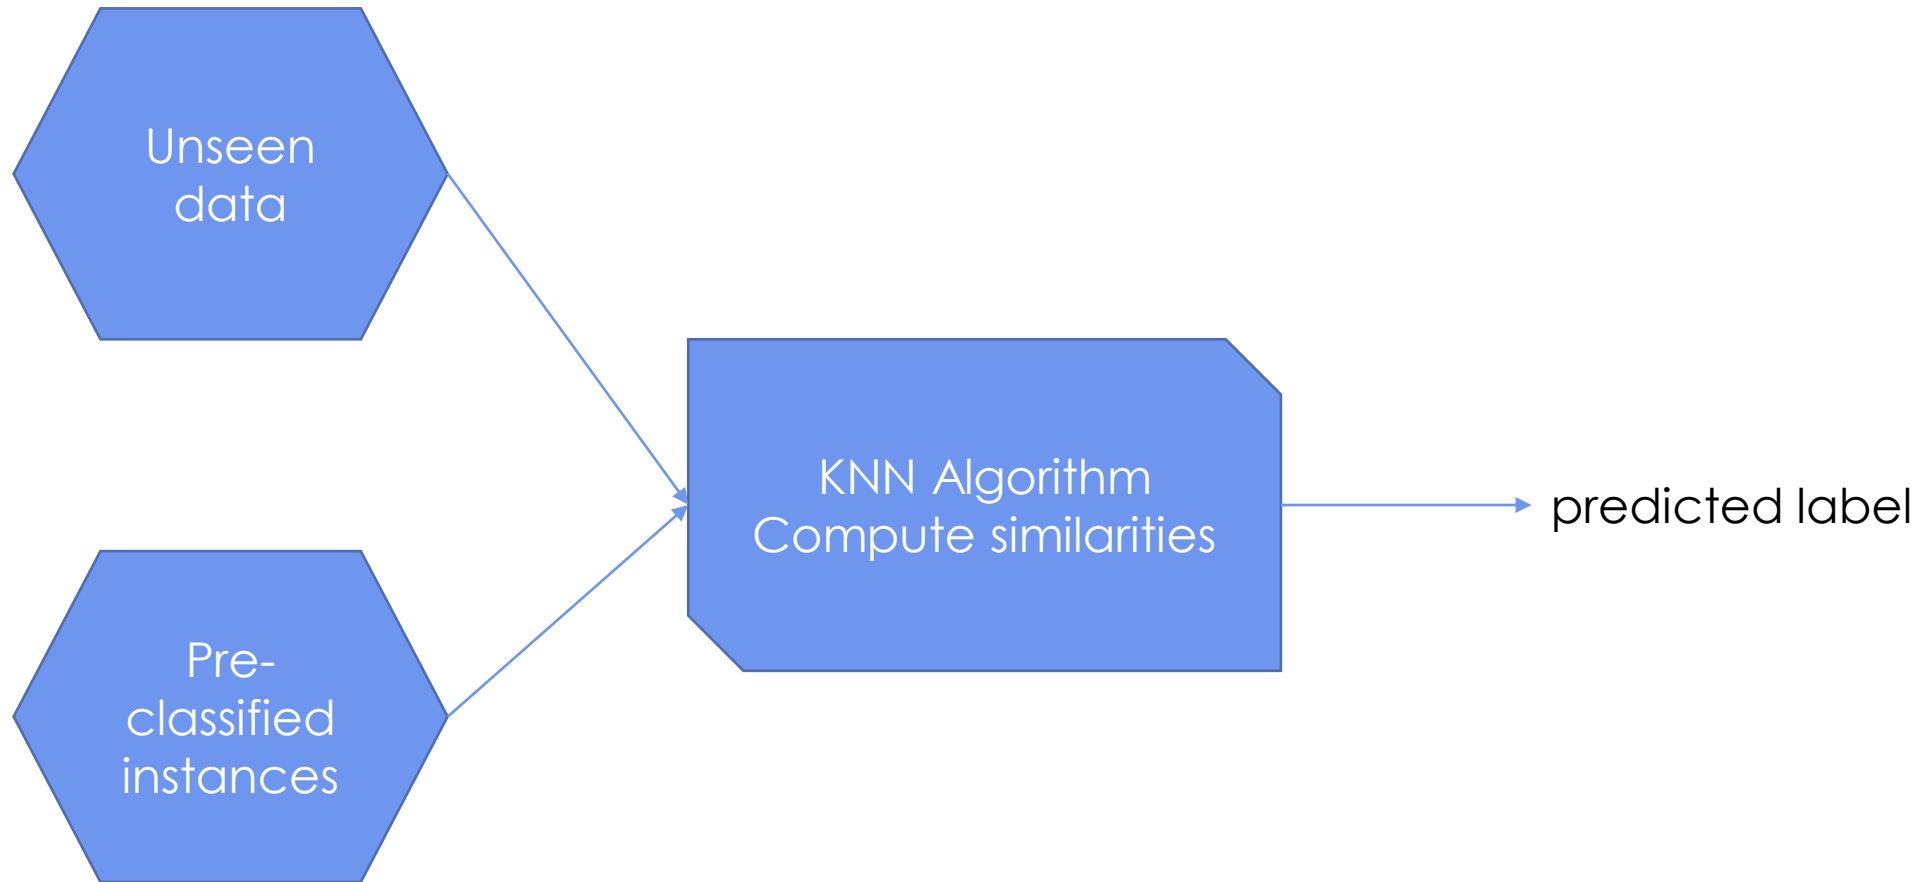 Unseen
data
Pre-
classified
instances
KNN Algorithm
Compute similarities
predicted label